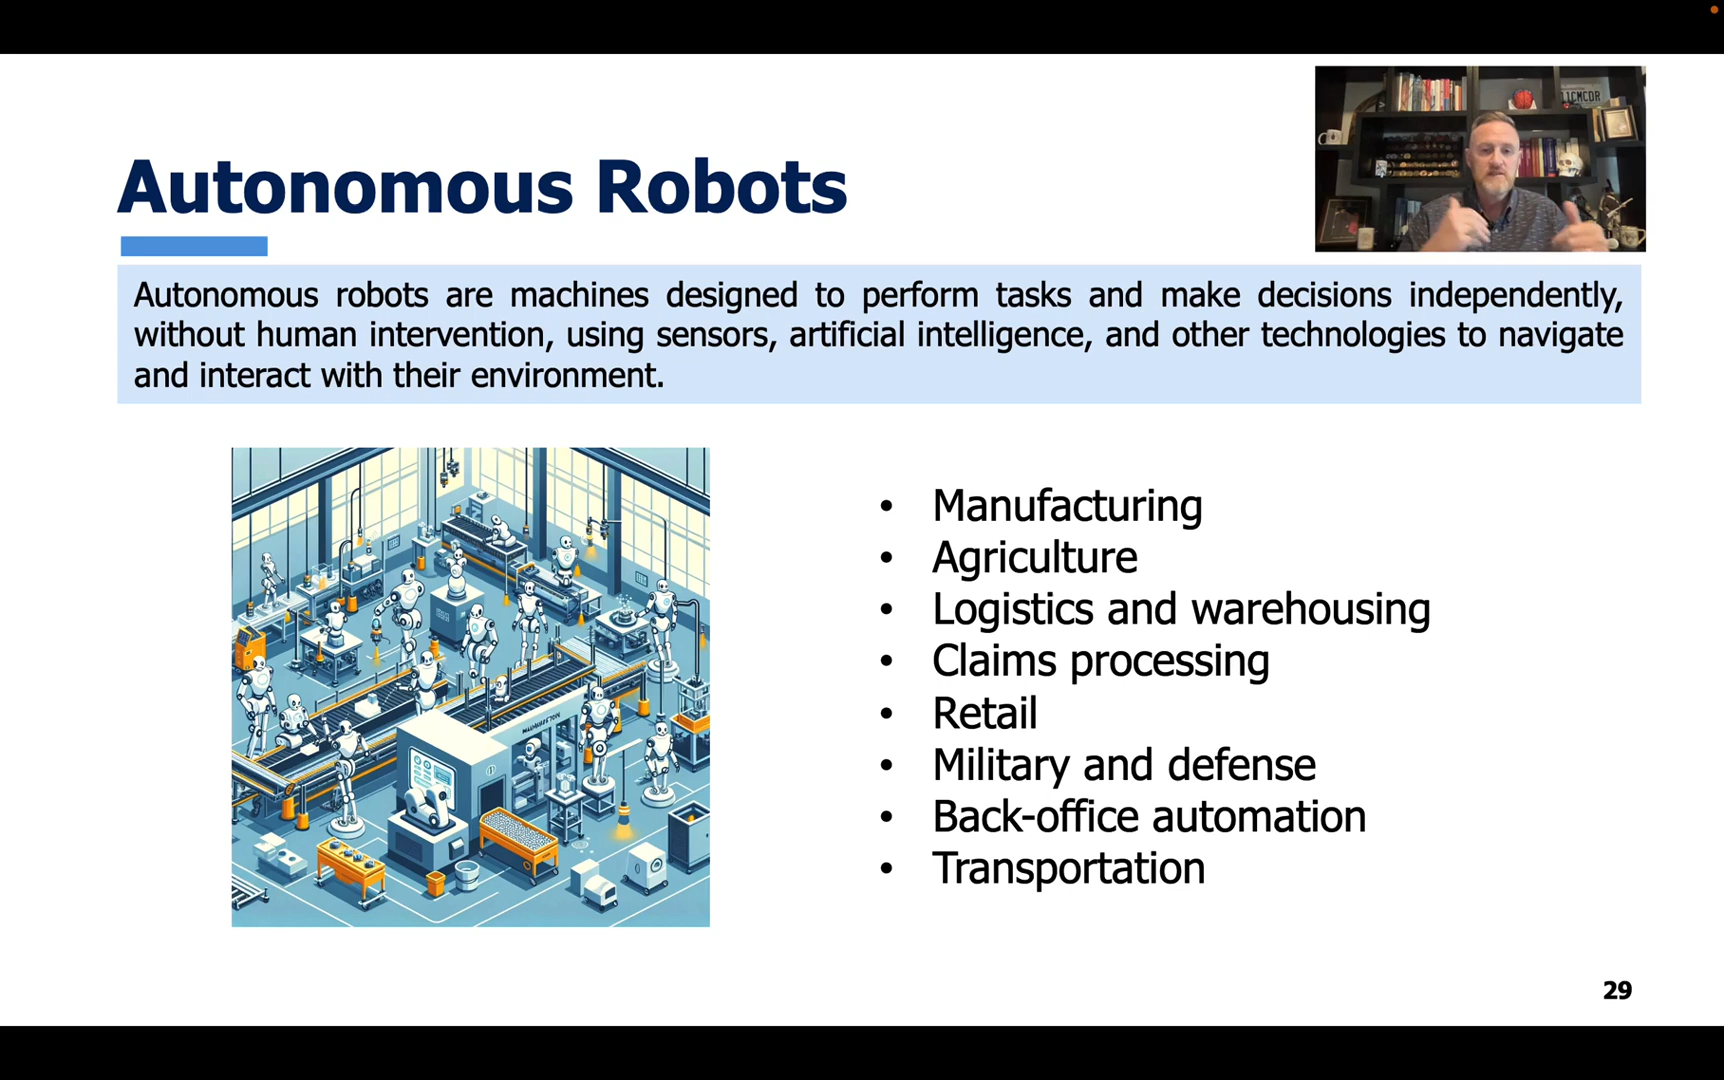 11CMCDR
Autonomous Robots
Autonomous robots are machines designed to perform tasks and make decisions independently,
without human intervention, using sensors, artificial intelligence, and other technologies to navigate
and interact with their environment.
• Manufacturing
• Agriculture
• Logistics and warehousing
• Claims processing
• Retail
• Military and defense
• Back-office automation
• Transportation
29